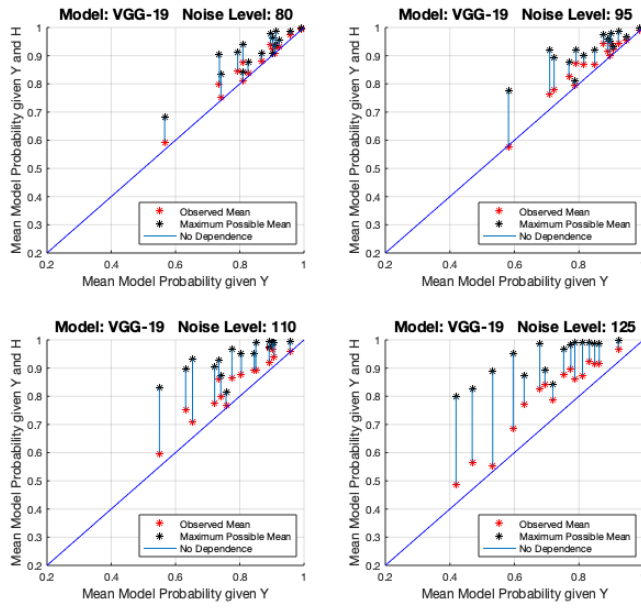 Model: VGG-19 Noise Level: 80
Mean Model Probability given Y and H
1
0.9
0.8
0.7
0.6
0.5
0.4
0.3
0.2
Observed Mean
Maximum Possible Mean
No Dependence
0.2 0.4 0.6 0.8 1
Mean Model Probability given Y
Model: VGG-19 Noise Level: 95
Mean Model Probability given Y and H
1
0.9
0.8
0.7
0.6
0.5
0.4
0.3
0.2
Observed Mean
Maximum Possible Mean
No Dependence
0.2 0.4 0.6 0.8 1
Mean Model Probability given Y
Model: VGG-19 Noise Level: 110
Mean Model Probability given Y and H
1
0.9
0.8
0.7
0.6
0.5
0.4
0.3
0.2
Observed Mean
Maximum Possible Mean
No Dependence
0.2 0.4 0.6 0.8 1
Mean Model Probability given Y
Model: VGG-19 Noise Level: 125
Mean Model Probability given Y and H
1
0.9
0.8
0.7
0.6
0.5
0.4
0.3
0.2
Observed Mean
Maximum Possible Mean
No Dependence
0.2 0.4 0.6 0.8 1
Mean Model Probability given Y